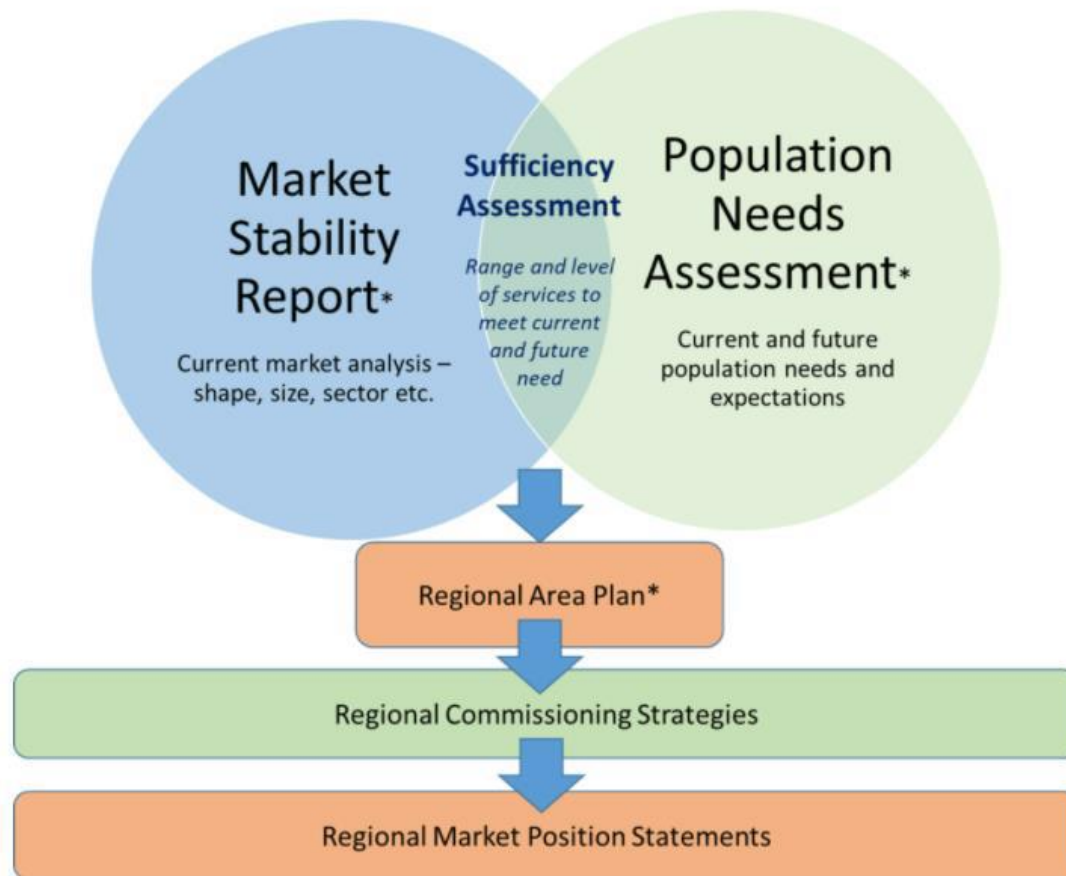 Market
Stability
Report*
Current market analysis –
shape, size, sector etc.
Sufficiency
Assessment
Range and level
of services to
meet current
and future
need
Population
Needs
Assessment*
Current and future
population needs and
expectations
Regional Area Plan*
Regional Commissioning Strategies
Regional Market Position Statements